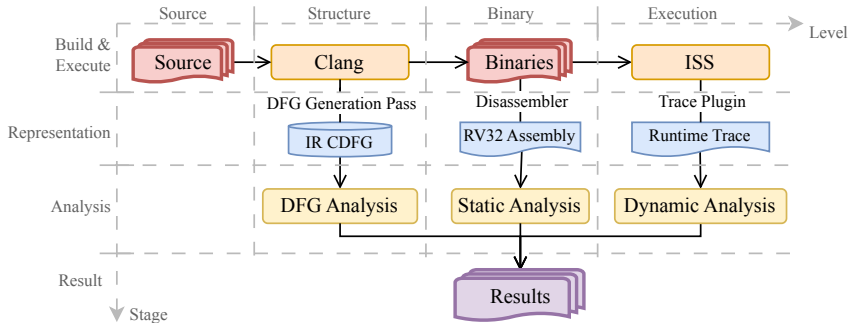 Source
Structure
Binary
Execution
Level
Build &
Execute
Source
Clang
Binaries
ISS
DFG Generation Pass
Disassembler
Trace Plugin
Representation
IR CDFG
RV32 Assembly
Runtime Trace
Analysis
DFG Analysis
Static Analysis
Dynamic Analysis
Result
Results
Stage